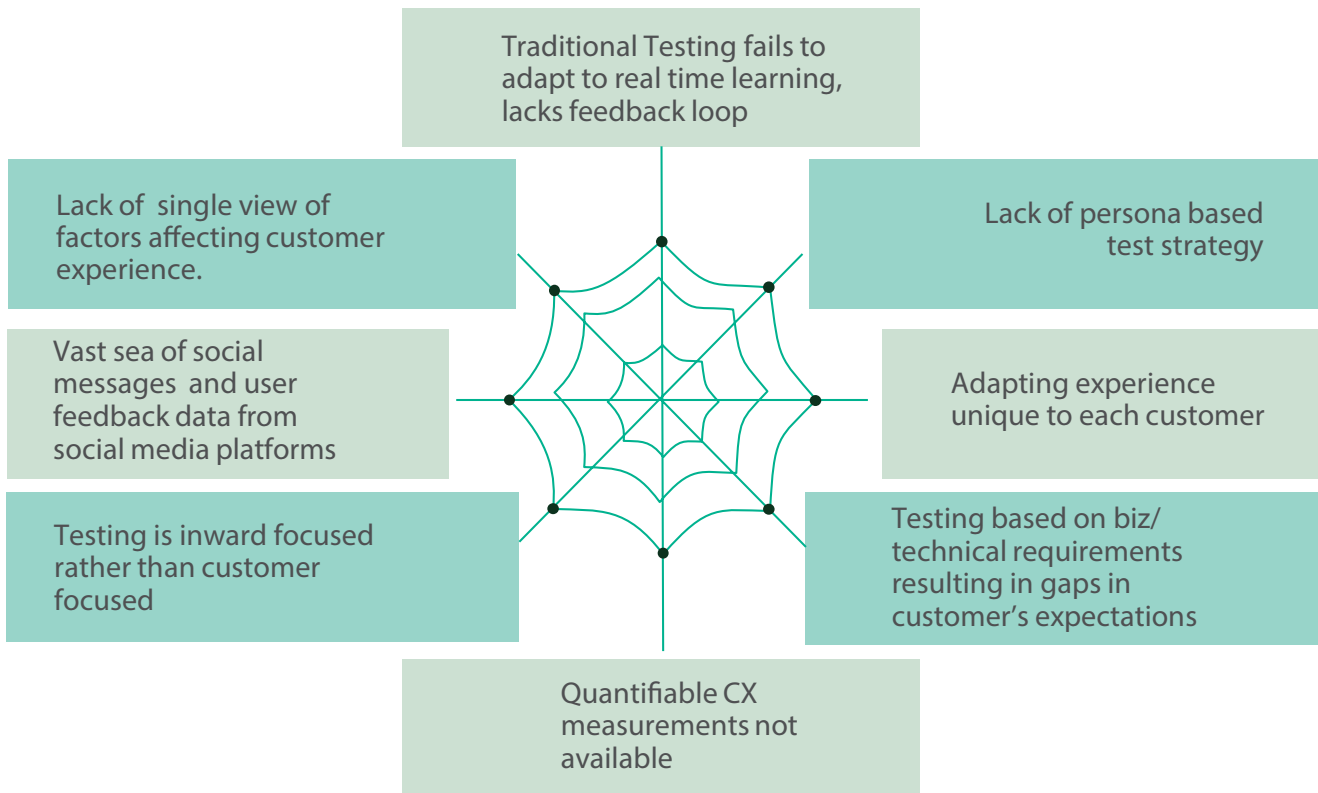 Traditional Testing fails to
adapt to real time learning,
lacks feedback loop
Lack of single view of
factors affecting customer
experience.
Lack of persona based
test strategy
Vast sea of social
messages and user
feedback data from
social media platforms
Adapting experience
unique to each customer
Testing is inward focused
rather than customer
focused
Testing based on biz/
technical requirements
resulting in gaps in
customer's expectations
Quantifiable CX
measurements not
available